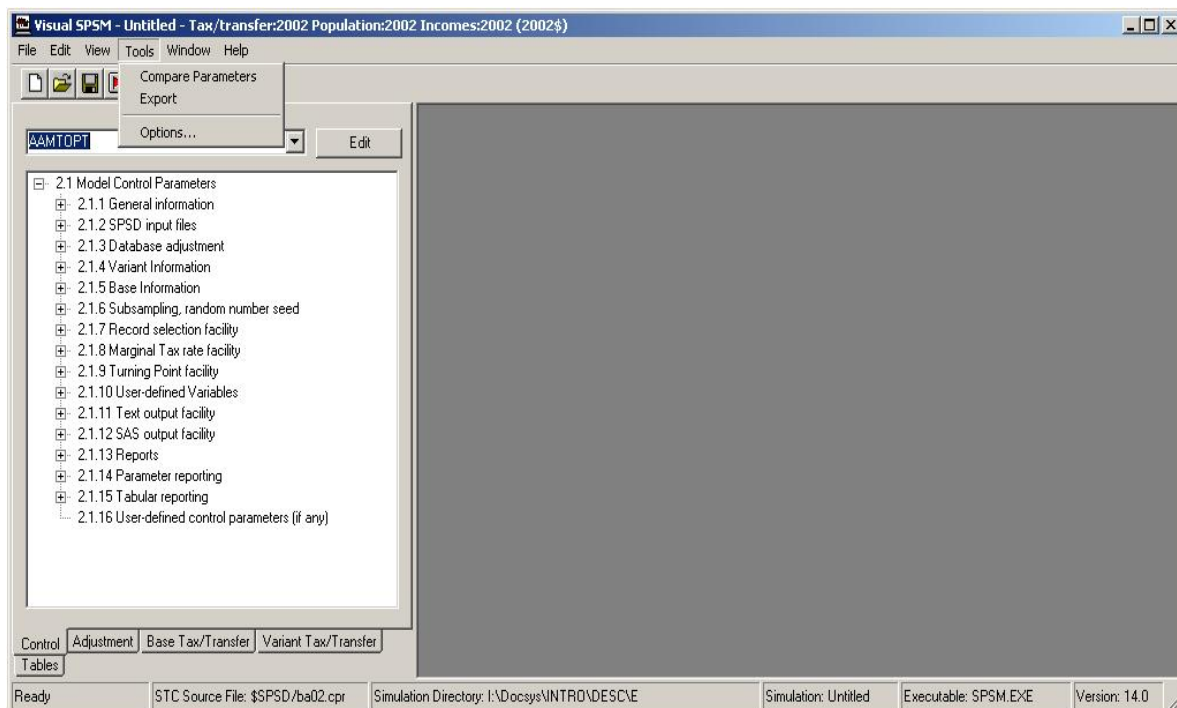 Visual SPSM - Untitled - Tax/transfer:2002 Population:2002 Incomes:2002 (2002$)
File Edit View Tools Window Help
Compare Parameters
Export
Options...
AAMTOPT
Edit
2.1 Model Control Parameters
2.1.1 General information
2.1.2 SPSD input files
2.1.3 Database adjustment
2.1.4 Variant Information
2.1.5 Base Information
2.1.6 Subsampling, random number seed
2.1.7 Record selection facility
2.1.8 Marginal Tax rate facility
2.1.9 Turning Point facility
2.1.10 User-defined Variables
2.1.11 Text output facility
2.1.12 SAS output facility
2.1.13 Reports
2.1.14 Parameter reporting
2.1.15 Tabular reporting
2.1.16 User-defined control parameters (if any)
Control Adjustment Base Tax/Transfer Variant Tax/Transfer
Tables
Ready STC Source File: $SPSD/ba02.cpr Simulation Directory: I:\Docsys\INTRO\DESC\E Simulation: Untitled Executable: SPSM.EXE Version: 14.0